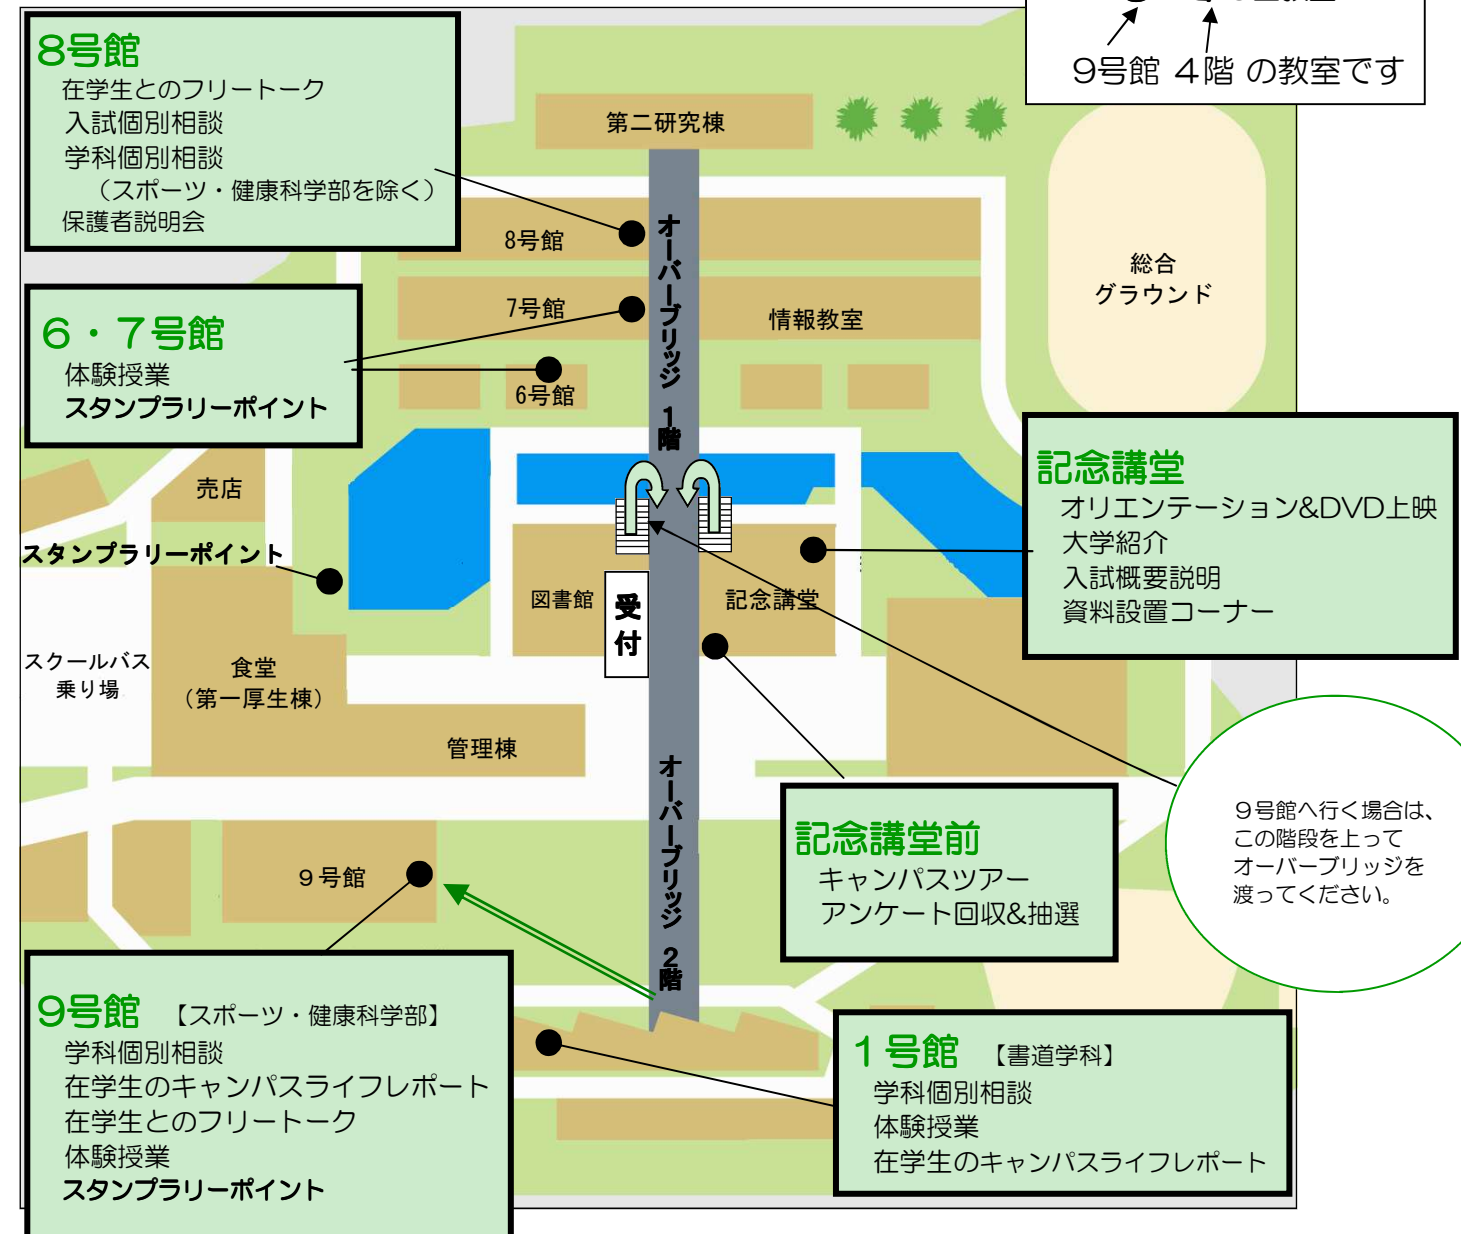 9号館 4階 の教室です
8号館
在学生とのフリートーク
入試個別相談
学科個別相談
（スポーツ・健康科学部を除く）
保護者説明会
第二研究棟
総合
グラウンド
8号館
オーバーブリッジ 1階
7号館
情報教室
6号館
６・７号館
体験授業
スタンプラリーポイント
売店
スタンプラリーポイント
記念講堂
オリエンテーション&DVD上映
大学紹介
入試概要説明
資料設置コーナー
図書館
受付
記念講堂
スクールバス
乗り場
食堂
（第一厚生棟）
管理棟
オーバーブリッジ 2階
記念講堂前
キャンパスツアー
アンケート回収&抽選
９号館へ行く場合は、
この階段を上って
オーバーブリッジを
渡ってください。
９号館
9号館 【スポーツ・健康科学部】
学科個別相談
在学生のキャンパスライフレポート
在学生とのフリートーク
体験授業
スタンプラリーポイント
１号館 【書道学科】
学科個別相談
体験授業
在学生のキャンパスライフレポート